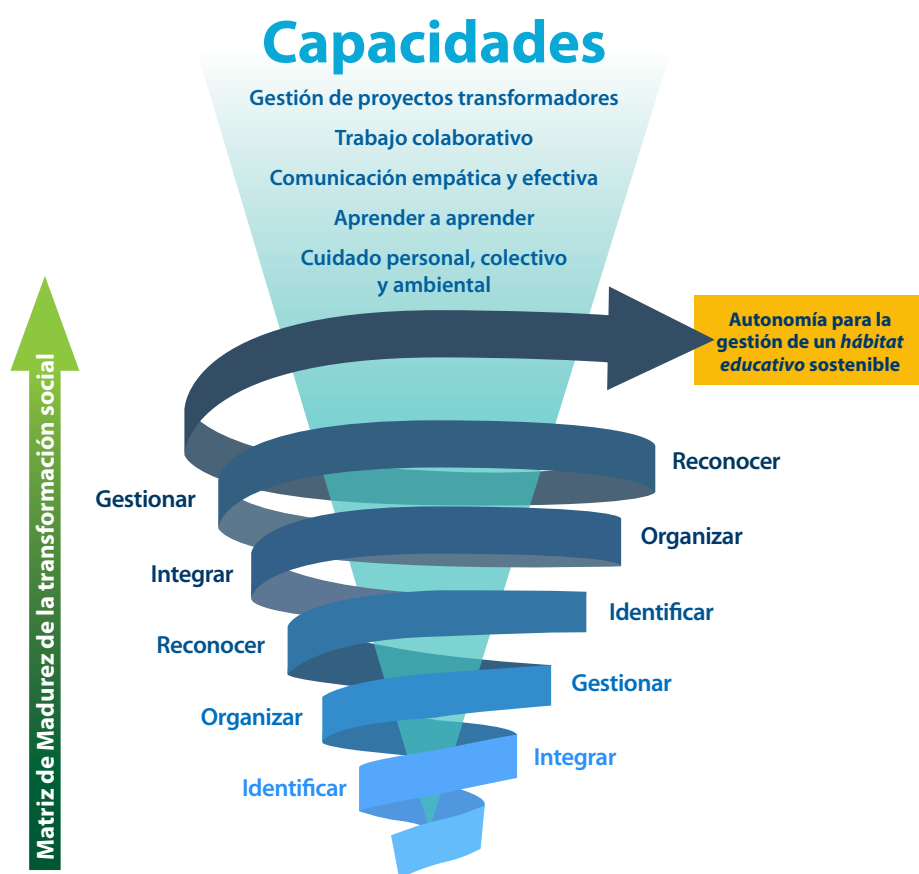 Capacidades
Gestión de proyectos transformadores
Trabajo colaborativo
Comunicación empática y efectiva
Aprender a aprender
Cuidado personal, colectivo
y ambiental
Autonomía para la
gestión de un hábitat
educativo sostenible
Matriz de Madurez de la transformación social
Reconocer
Gestionar
Organizar
Integrar
Identificar
Reconocer
Gestionar
Organizar
Integrar
Identificar